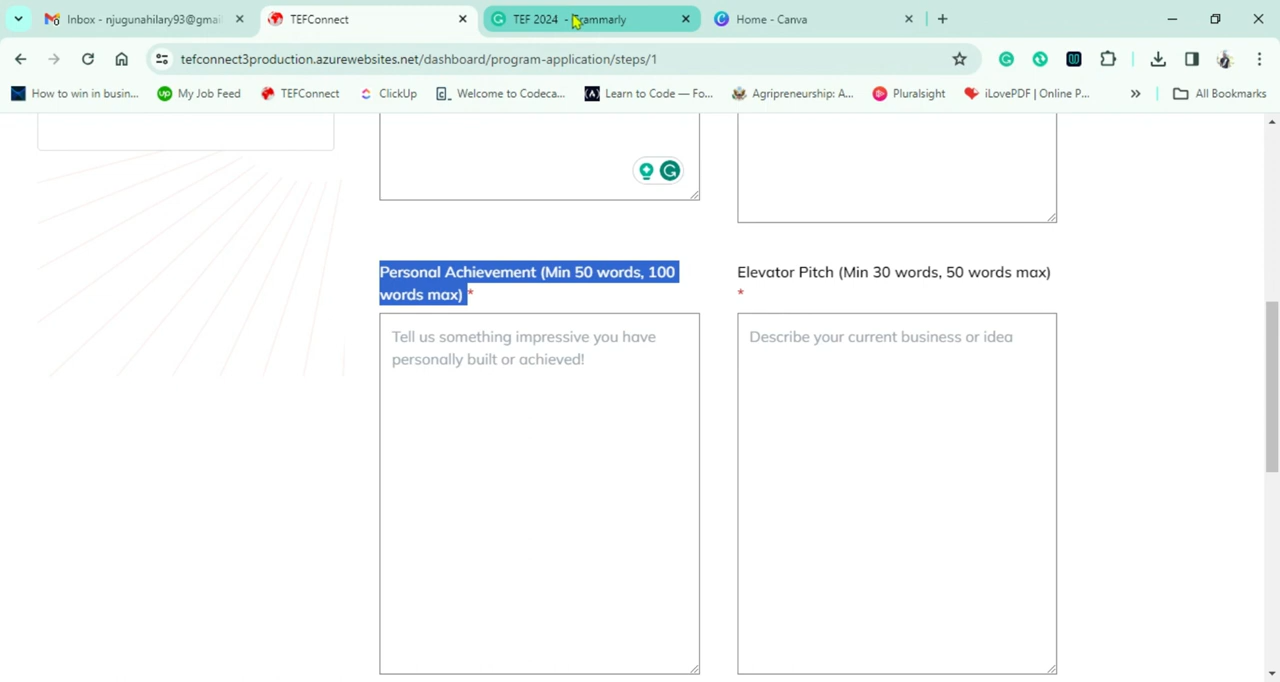 Inbox - njugunahilary93@gmai
TEFConnect
TEF 2024 - Grammarly
Home - Canva
tefconnect3production.azurewebsites.net/dashboard/program-application/steps/1
How to win in busin...
My Job Feed
TEFConnect
ClickUp
Welcome to Codeca...
Learn to Code — Fo...
Agripreneurship: A...
Pluralsight
iLovePDF | Online P...
»
All Bookmarks
Personal Achievement (Min 50 words, 100
words max) *
Elevator Pitch (Min 30 words, 50 words max)
*
Tell us something impressive you have
personally built or achieved!
Describe your current business or idea